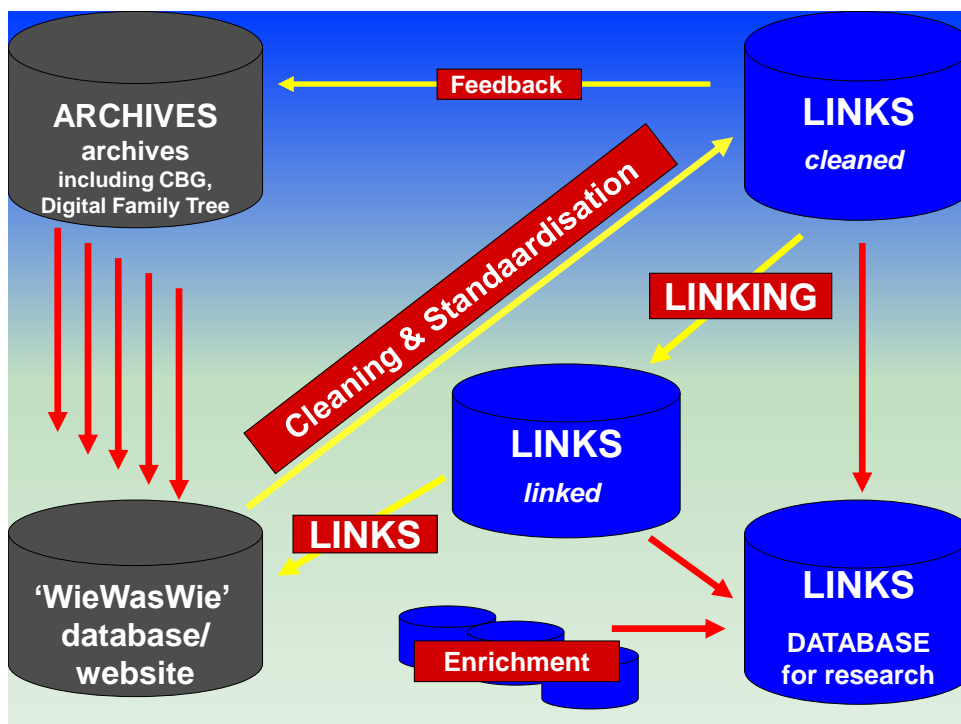 ARCHIVES
archives
including CBG,
Digital Family Tree
Feedback
LINKS
cleaned
Cleaning & Standaardisation
LINKING
LINKS
linked
LINKS
'WieWasWie'
database/
website
Enrichment
LINKS
DATABASE
for research